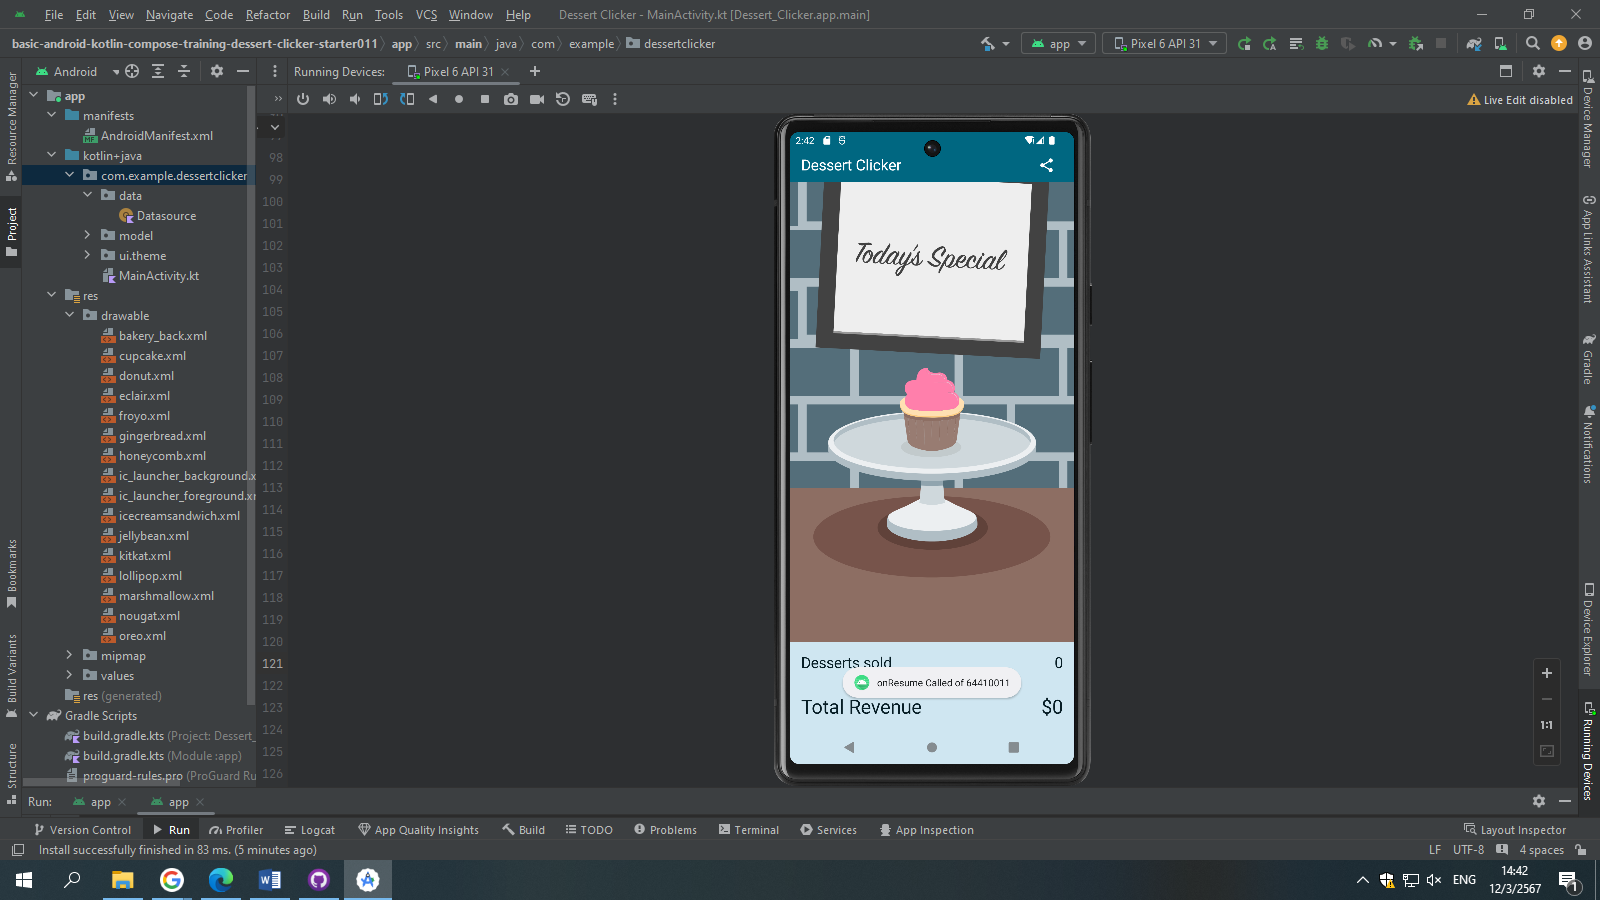 File Edit View Navigate Code Refactor Build Run Tools VCS Window Help Dessert Clicker - MainActivity.kt [Dessert_Clicker.app.main]
basic-android-kotlin-compose-training-dessert-clicker-starter011 app src main java com example dessertclicker app Pixel 6 API 31
Android Running Devices: Pixel 6 API 31
Live Edit disabled
app
manifests
AndroidManifest.xml
kotlin+java
com.example.dessertclicker
data
Datasource
model
ui.theme
MainActivity.kt
res
drawable
bakery_back.xml
cupcake.xml
donut.xml
eclair.xml
froyo.xml
gingerbread.xml
honeycomb.xml
ic_launcher_background.x
ic_launcher_foreground.xr
icecreamsandwich.xml
jellybean.xml
kitkat.xml
lollipop.xml
marshmallow.xml
nougat.xml
oreo.xml
mipmap
values
res (generated)
Gradle Scripts
build.gradle.kts (Project: Dessert_
build.gradle.kts (Module :app)
proguard-rules.pro (ProGuard Ru
Resource Manager
Project
Bookmarks
Build Variants
Structure
98
99
100
101
102
103
104
105
106
107
108
109
110
111
112
113
114
115
116
117
118
119
120
121
122
123
124
125
126
2:42
Dessert Clicker
Today's Special
Desserts sold 0
onResume Called of 64410011
Total Revenue $0
1:1
Device Manager
App Links Assistant
Gradle
Notifications
Device Explorer
Running Devices
Run: app app
Version Control Run Profiler Logcat App Quality Insights Build TODO Problems Terminal Services App Inspection Layout Inspector
Install successfully finished in 83 ms. (5 minutes ago) LF UTF-8 4 spaces
ENG 14:42
12/3/2567 1